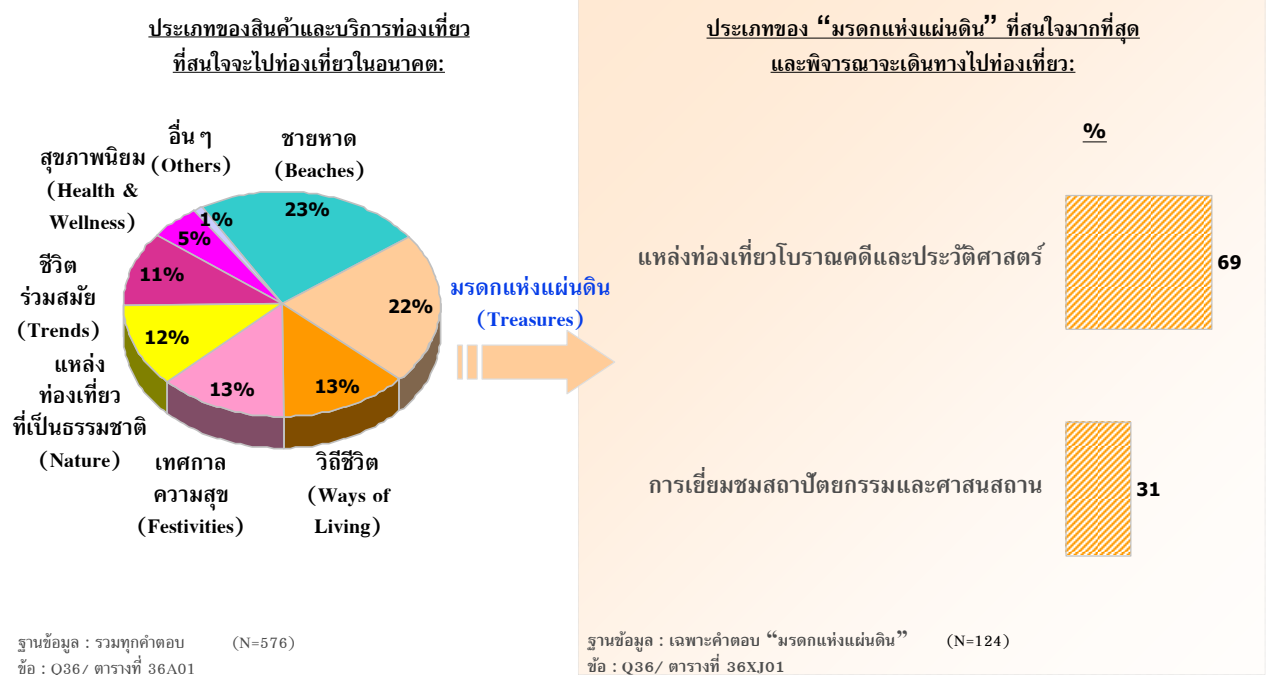 ประเภทของสินค้าและบริการท่องเที่ยว
ที่สนใจจะไปท่องเที่ยวในอนาคต:
อื่น ๆ
(Others)
ชายหาด
(Beaches)
สุขภาพนิยม
(Health &
Wellness)
ชีวิต
ร่วมสมัย
(Trends)
แหล่ง
ท่องเที่ยว
ที่เป็นธรรมชาติ
(Nature)
เทศกาล
ความสุข
(Festivities)
วิถีชีวิต
(Ways of
Living)
มรดกแห่งแผ่นดิน
(Treasures)
1%
23%
5%
11%
22%
12%
13%
13%
ฐานข้อมูล : รวมทุกคำตอบ (N=576)
ข้อ : Q36/ ตารางที่ 36A01
ประเภทของ “มรดกแห่งแผ่นดิน” ที่สนใจมากที่สุด
และพิจารณาจะเดินทางไปท่องเที่ยว:
%
แหล่งท่องเที่ยวโบราณคดีและประวัติศาสตร์
69
การเยี่ยมชมสถาปัตยกรรมและศาสนสถาน
31
ฐานข้อมูล : เฉพาะคำตอบ “มรดกแห่งแผ่นดิน” (N=124)
ข้อ : Q36/ ตารางที่ 36XJ01